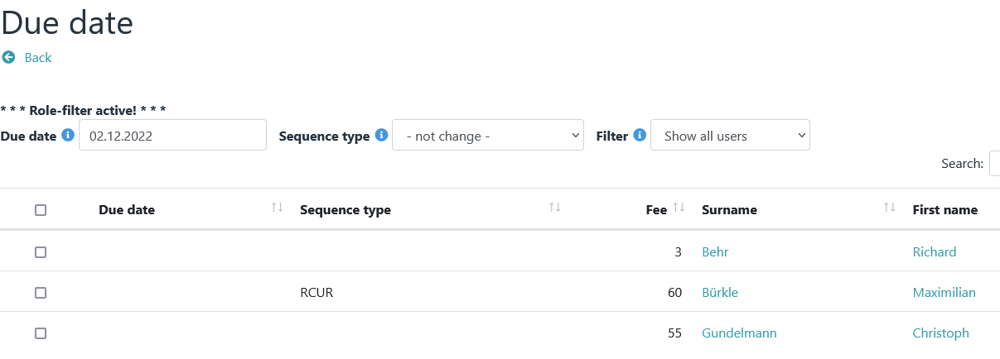 Due date
Back
* * * Role-filter active! * * *
Due date 02.12.2022 Sequence type - not change - Filter Show all users
Search:
Due date Sequence type Fee Surname First name
3 Behr Richard
RCUR 60 Bürkle Maximilian
55 Gundelmann Christoph